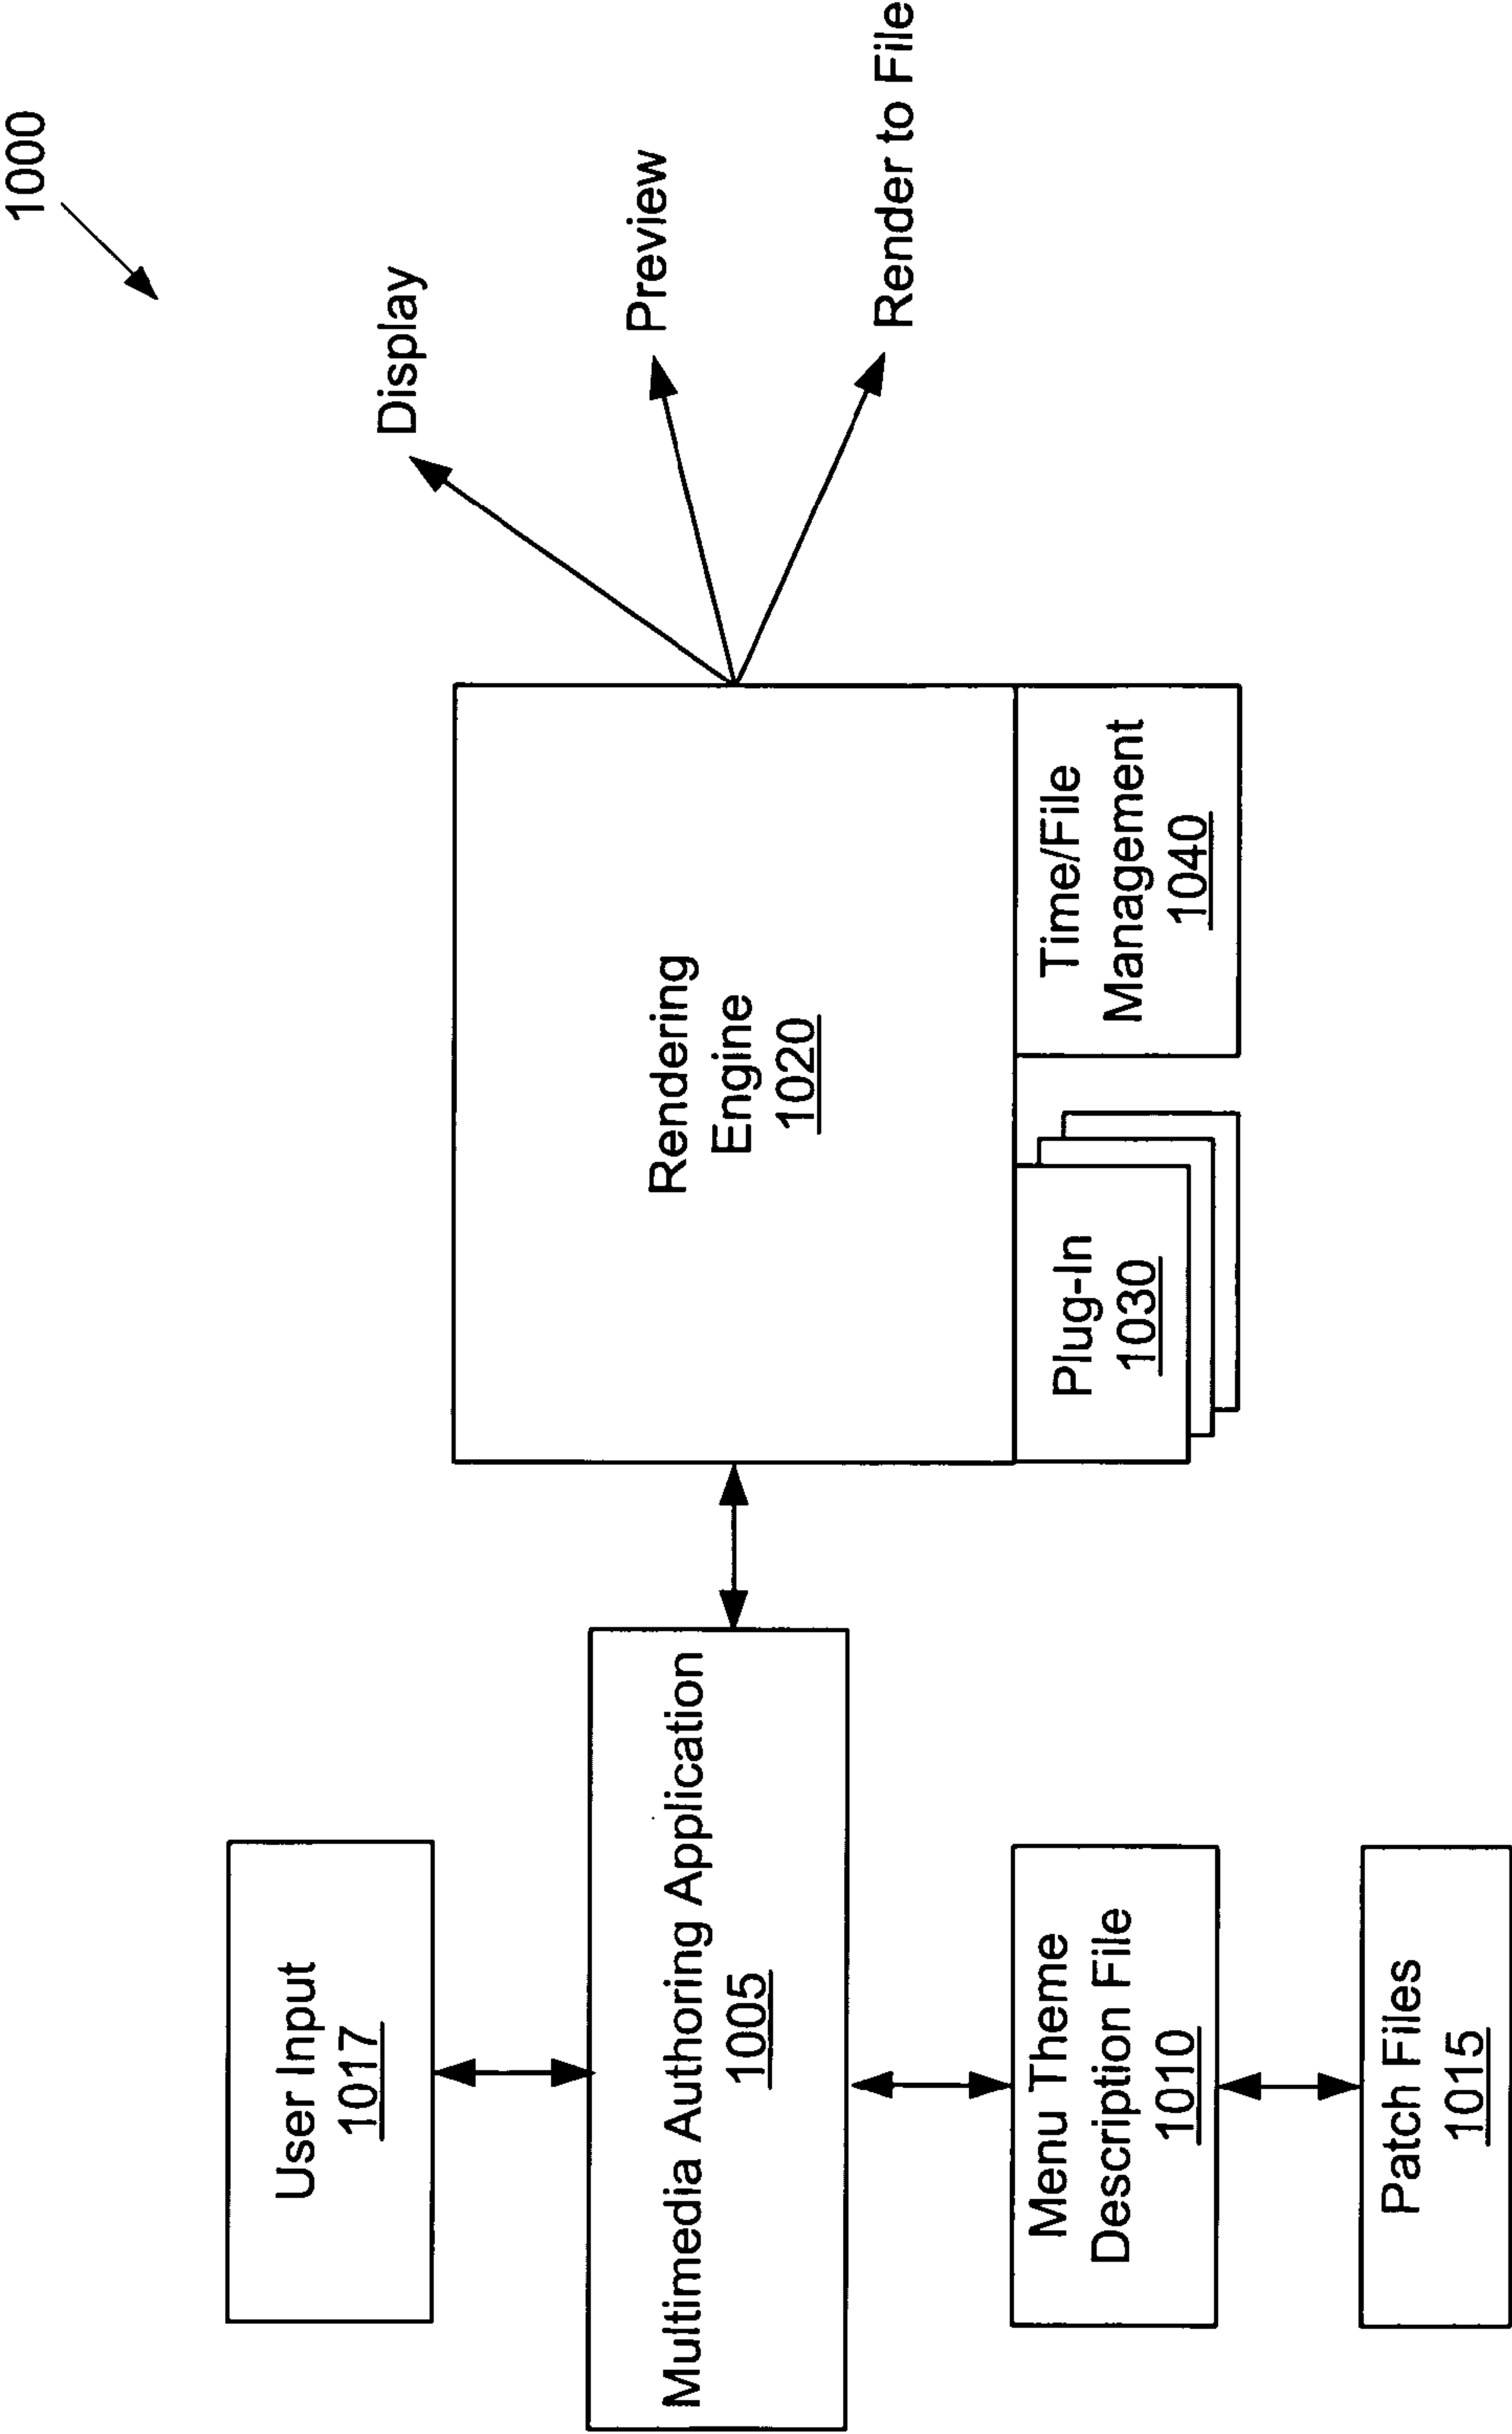 1000
User Input
1017
Multimedia Authoring Application
1005
Menu Theme
Description File
1010
Patch Files
1015
Rendering
Engine
1020
Plug-In
1030
Time/File
Management
1040
Display
Preview
Render to File